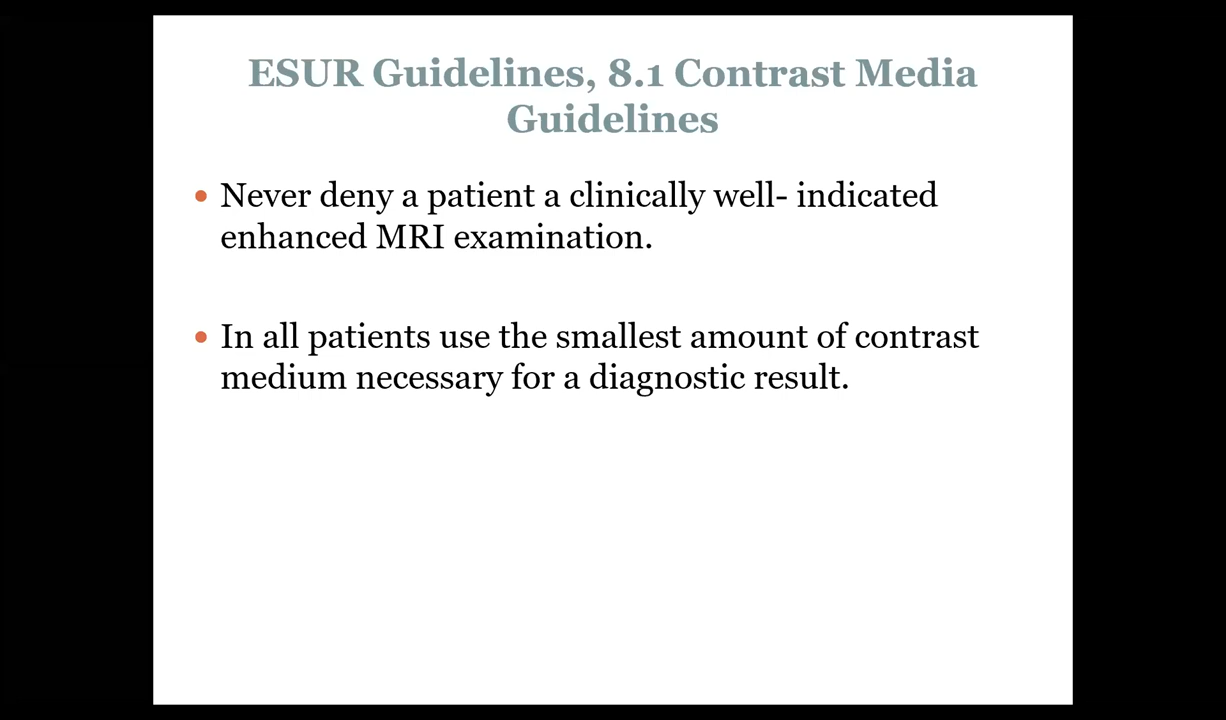 ESUR Guidelines, 8.1 Contrast Media
Guidelines
• Never deny a patient a clinically well- indicated
enhanced MRI examination.
• In all patients use the smallest amount of contrast
medium necessary for a diagnostic result.